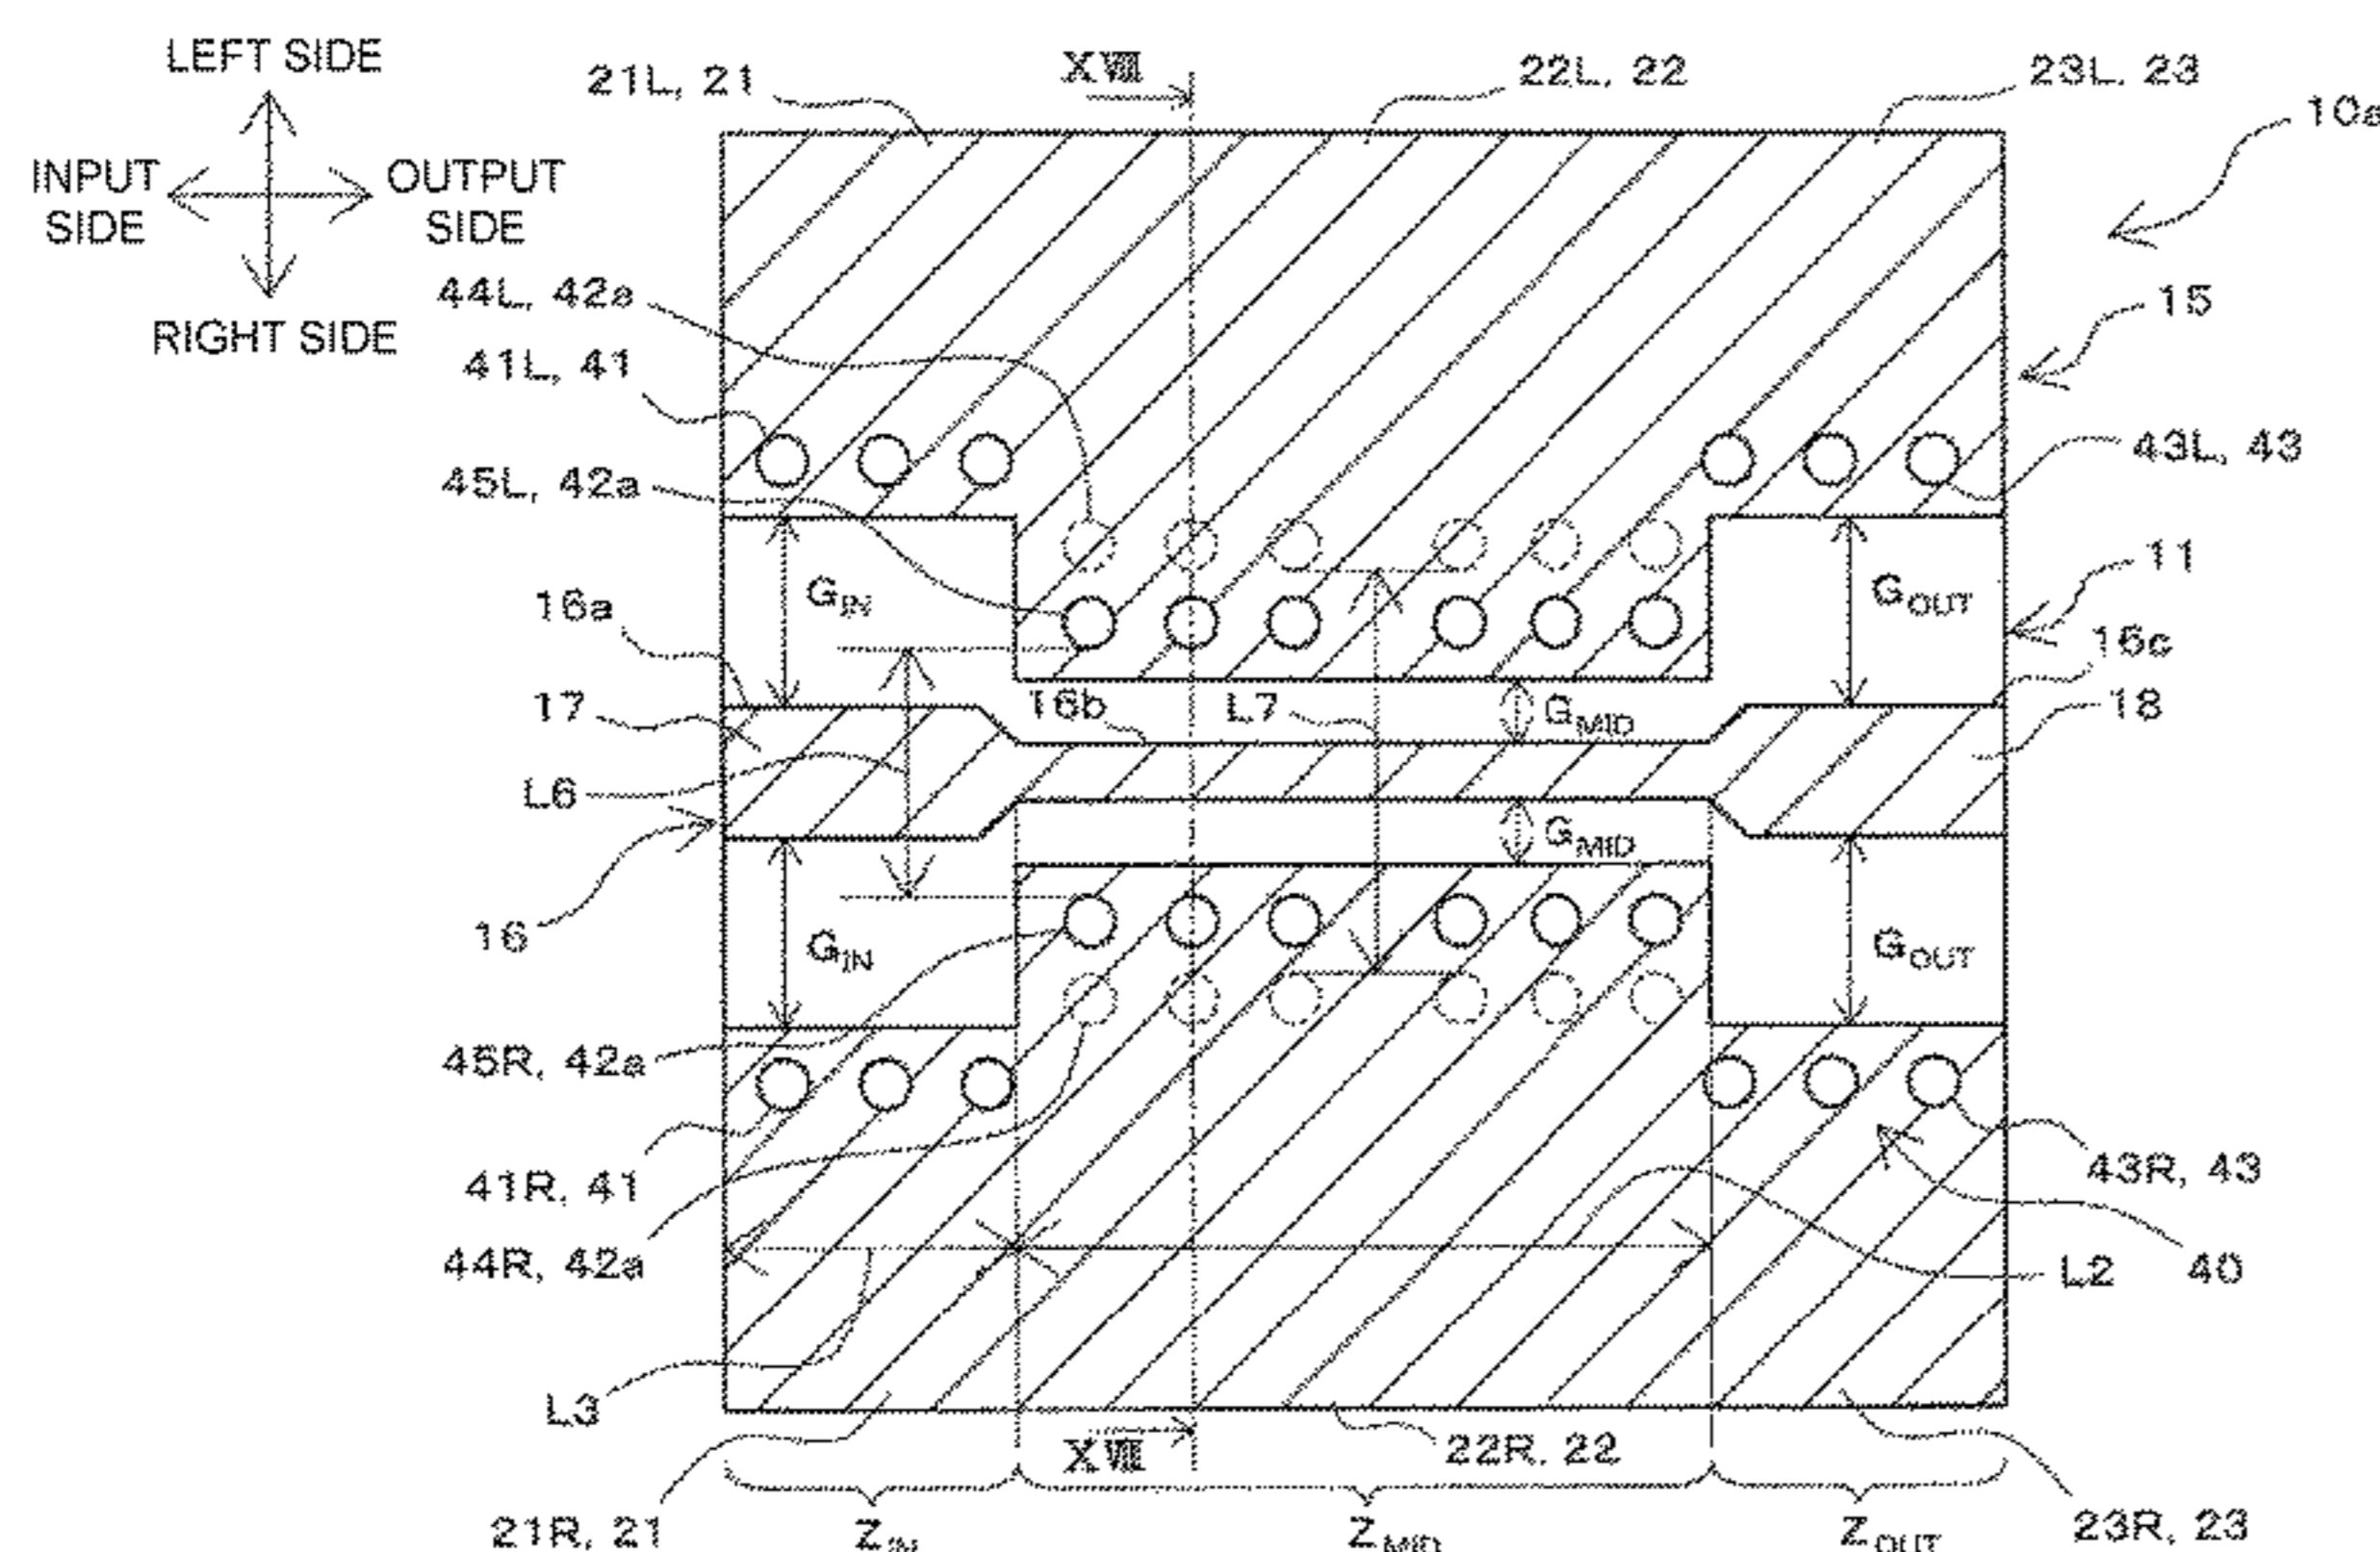 LEFT SIDE
INPUT SIDE
OUTPUT SIDE
RIGHT SIDE
21L, 21
XVIII
22L, 22
23L, 23
10a
44L, 42a
15
41L, 41
43L, 43
45L, 42a
11
16a
GIN
GOUT
16c
17
16b
L7
GMID
18
L6
GMID
16
GIN
GOUT
45R, 42a
41R, 41
43R, 43
44R, 42a
L2
40
L3
XVIII
22R, 22
21R, 21
ZIN
ZMID
ZOUT
23R, 23